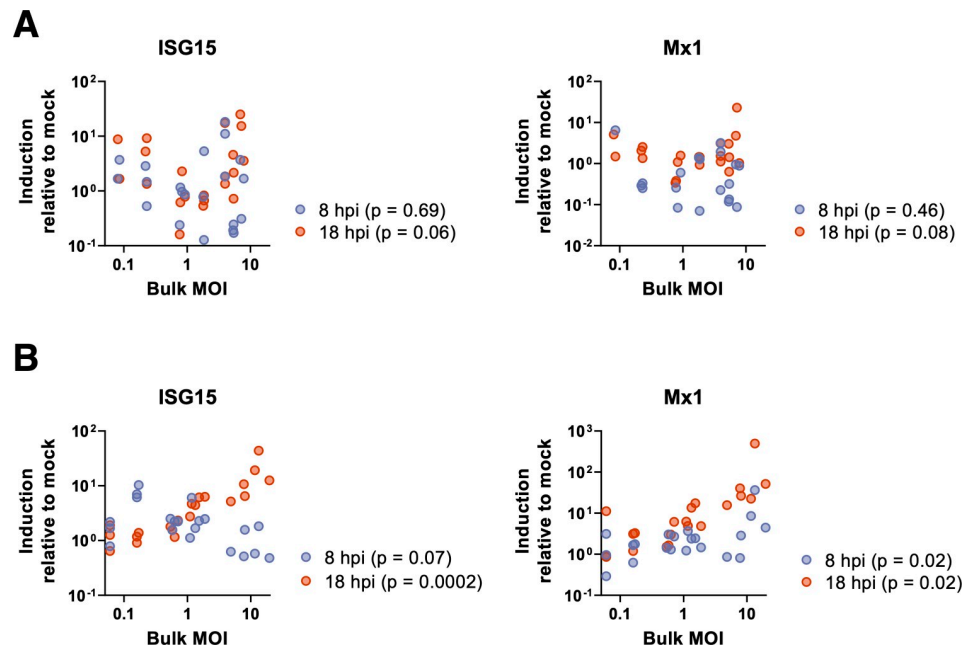 A
ISG15
Induction
relative to mock
10²
10¹
10⁰
10⁻¹
0.1
1
10
Bulk MOI
8 hpi (p = 0.69)
18 hpi (p = 0.06)
Mx1
Induction
relative to mock
10²
10¹
10⁰
10⁻¹
10⁻²
0.1
1
10
Bulk MOI
8 hpi (p = 0.46)
18 hpi (p = 0.08)
B
ISG15
Induction
relative to mock
10²
10¹
10⁰
10⁻¹
0.1
1
10
Bulk MOI
8 hpi (p = 0.07)
18 hpi (p = 0.0002)
Mx1
Induction
relative to mock
10³
10²
10¹
10⁰
10⁻¹
0.1
1
10
Bulk MOI
8 hpi (p = 0.02)
18 hpi (p = 0.02)